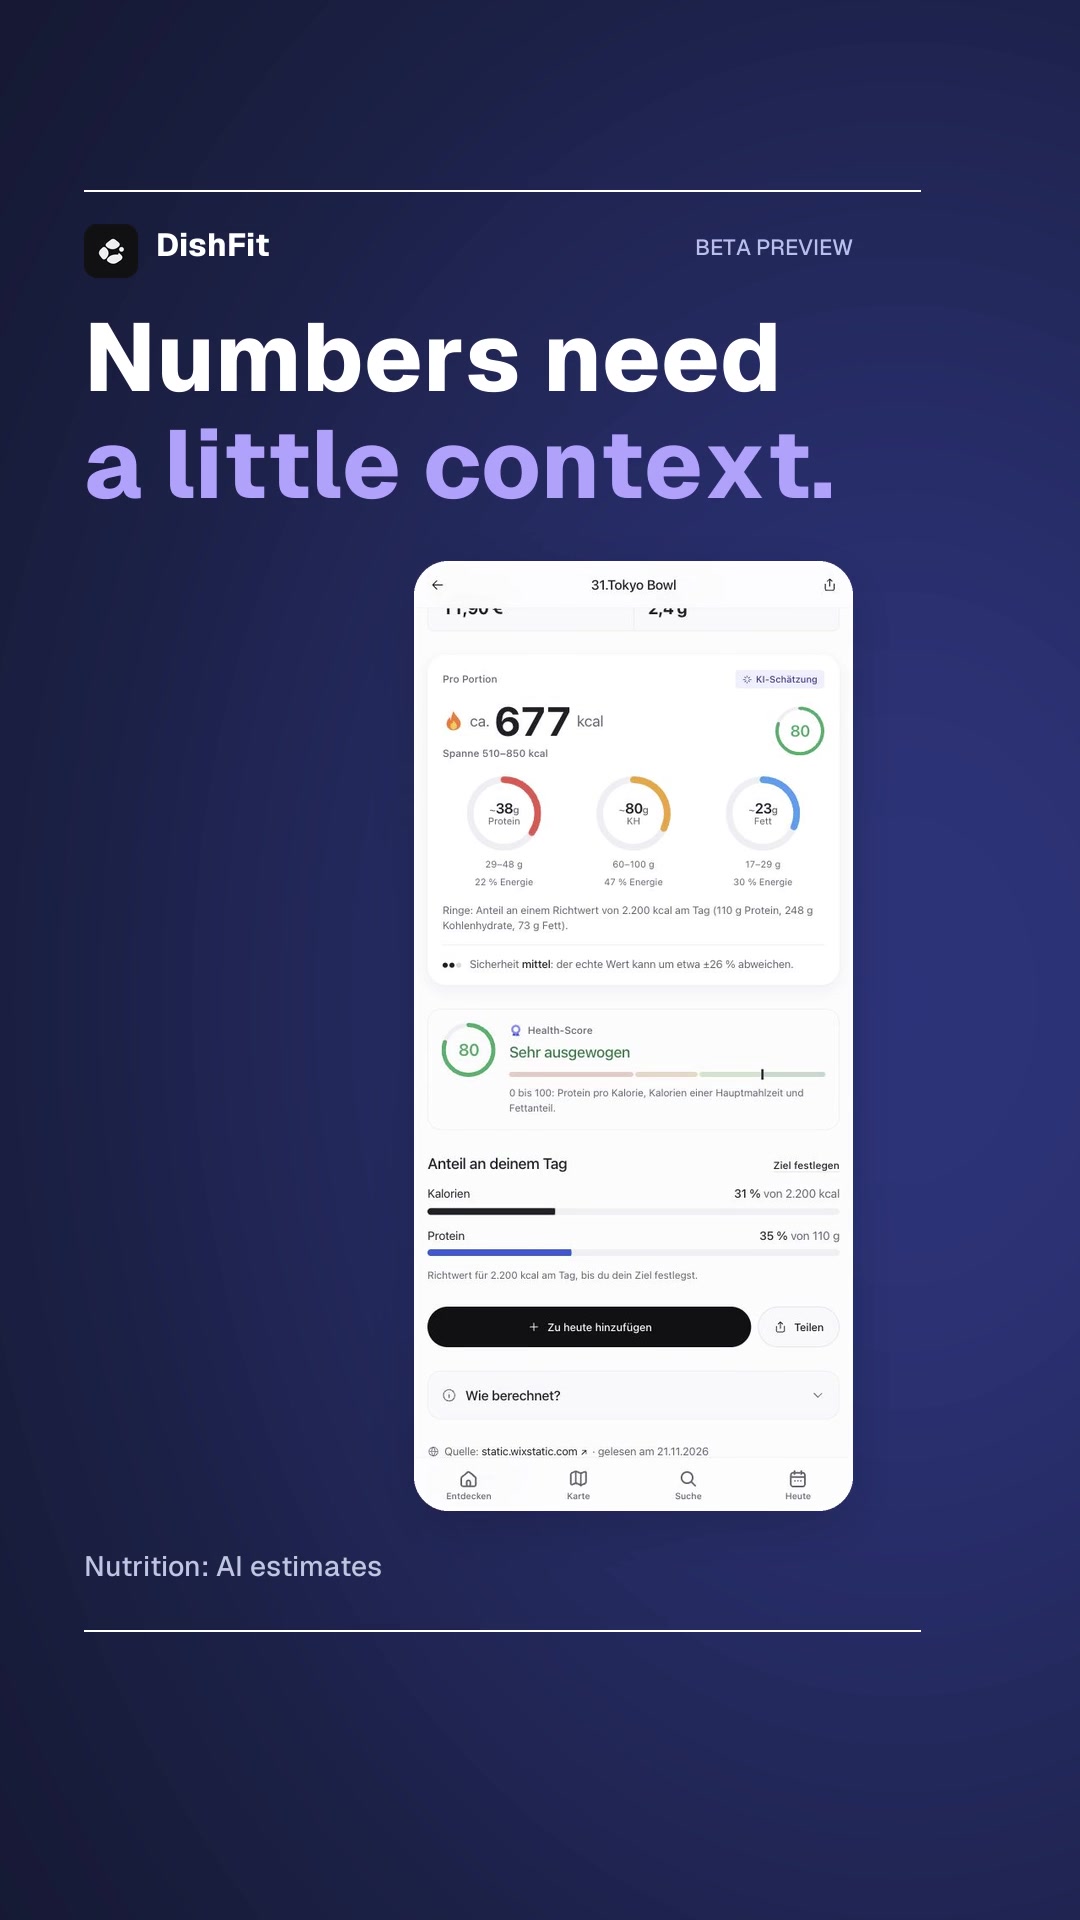 DishFit
BETA PREVIEW
Numbers need
a little context.
31.Tokyo Bowl
11,90 €
2,4 g
Pro Portion
KI-Schätzung
ca. 677 kcal
80
Spanne 510–850 kcal
~38g
Protein
~80g
KH
~23g
Fett
29–48 g
60–100 g
17–29 g
22 % Energie
47 % Energie
30 % Energie
Ringe: Anteil an einem Richtwert von 2.200 kcal am Tag (110 g Protein, 248 g
Kohlenhydrate, 73 g Fett).
Sicherheit mittel: der echte Wert kann um etwa ±26 % abweichen.
80
Health-Score
Sehr ausgewogen
0 bis 100: Protein pro Kalorie, Kalorien einer Hauptmahlzeit und
Fettanteil.
Anteil an deinem Tag
Ziel festlegen
Kalorien
31 % von 2.200 kcal
Protein
35 % von 110 g
Richtwert für 2.200 kcal am Tag, bis du dein Ziel festlegst.
+ Zu heute hinzufügen
Teilen
Wie berechnet?
Quelle: static.wixstatic.com ↗ · gelesen am 21.11.2026
Entdecken
Karte
Suche
Heute
Nutrition: AI estimates